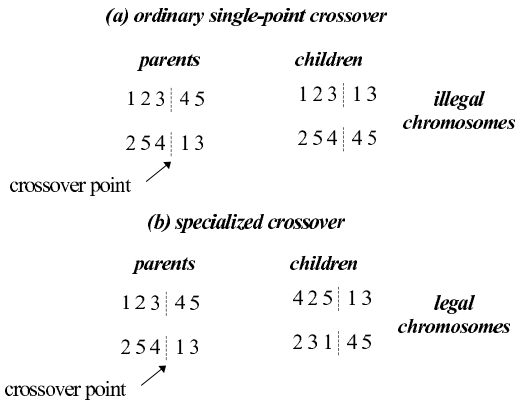 (a) ordinary single-point crossover
parents children
1 2 3 4 5 1 2 3 1 3 illegal
chromosomes
2 5 4 1 3 2 5 4 4 5
crossover point
(b) specialized crossover
parents children
1 2 3 4 5 4 2 5 1 3 legal
chromosomes
2 5 4 1 3 2 3 1 4 5
crossover point